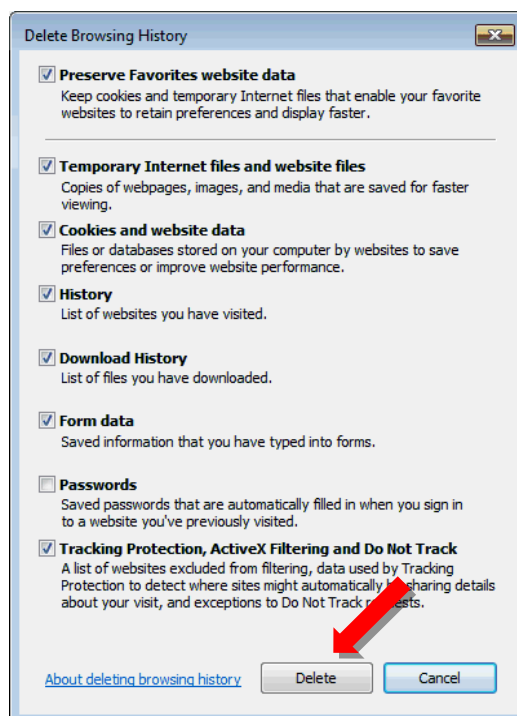 Delete Browsing History
Preserve Favorites website data
Keep cookies and temporary Internet files that enable your favorite
websites to retain preferences and display faster.
Temporary Internet files and website files
Copies of webpages, images, and media that are saved for faster
viewing.
Cookies and website data
Files or databases stored on your computer by websites to save
preferences or improve website performance.
History
List of websites you have visited.
Download History
List of files you have downloaded.
Form data
Saved information that you have typed into forms.
Passwords
Saved passwords that are automatically filled in when you sign in
to a website you've previously visited.
Tracking Protection, ActiveX Filtering and Do Not Track
A list of websites excluded from filtering, data used by Tracking
Protection to detect where sites might automatically sharing details
about your visit, and exceptions to Do Not Track
About deleting browsing history Delete Cancel